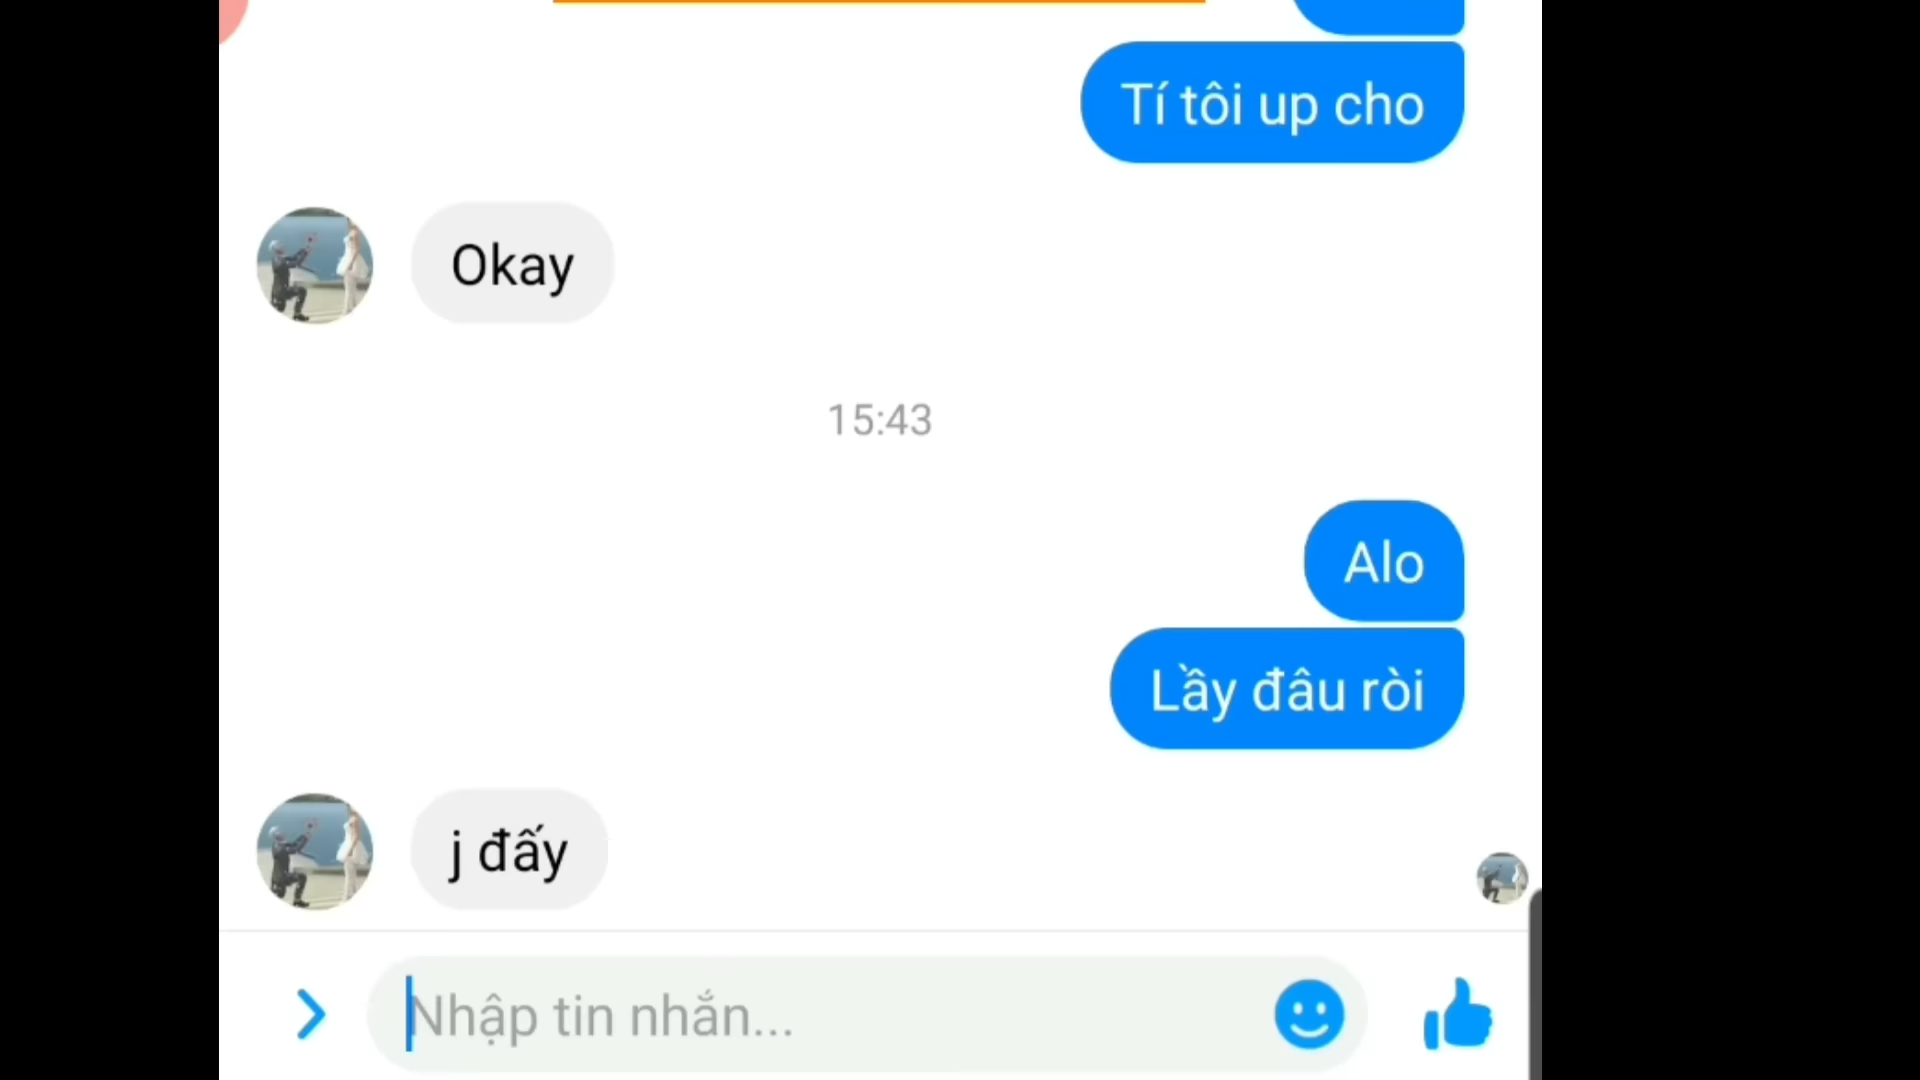 Tí tôi up cho
Okay
15:43
Alo
Lầy đâu ròi
j đấy
Nhập tin nhắn...